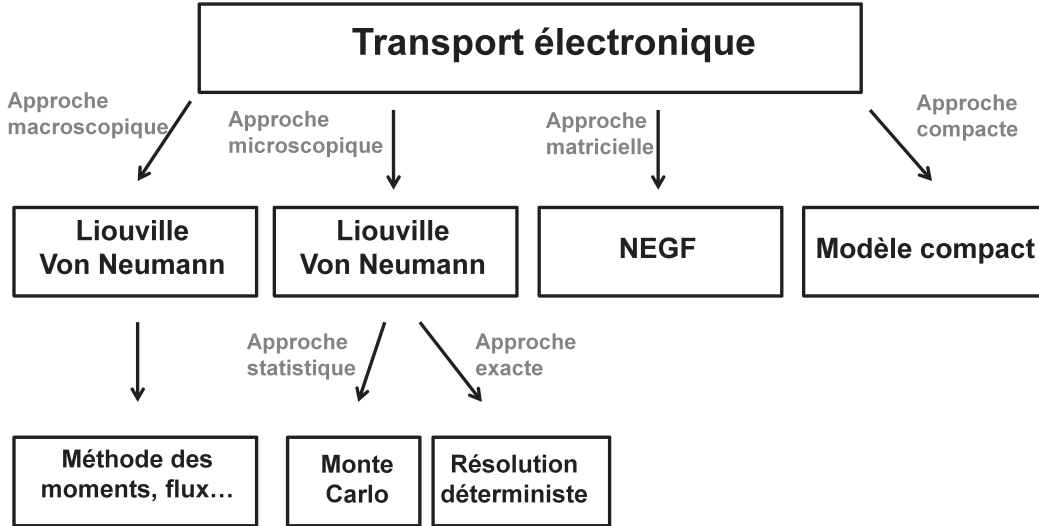 Transport électronique
Approche
macroscopique
Approche
microscopique
Approche
matricielle
Approche
compacte
Liouville
Von Neumann
Liouville
Von Neumann
NEGF
Modèle compact
Approche
statistique
Approche
exacte
Méthode des
moments, flux…
Monte
Carlo
Résolution
déterministe